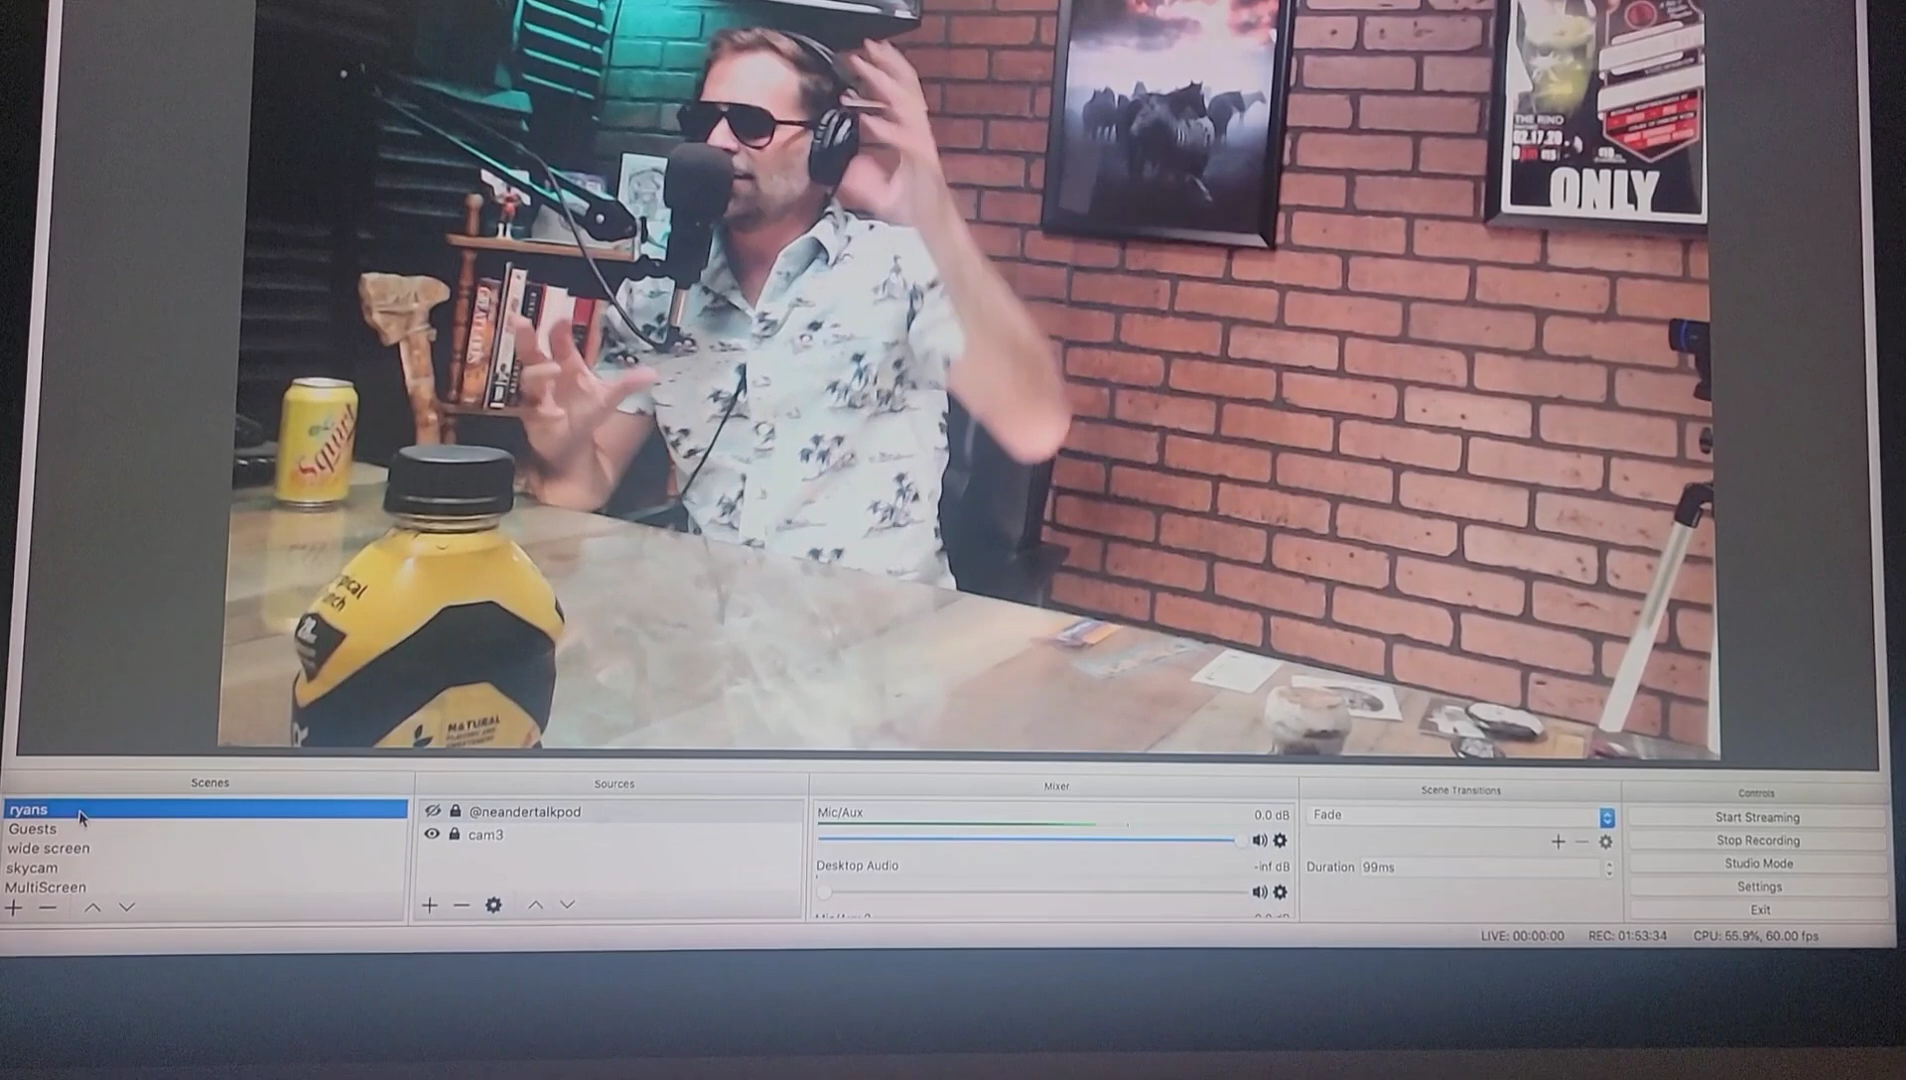 THE RINO
02.17.20
ONLY
Squirt
NATURAL
Scenes
ryans
Guests
wide screen
skycam
MultiScreen
Sources
@neandertalkpod
cam3
Mixer
Mic/Aux
0.0 dB
Desktop Audio
-inf dB
Scene Transitions
Fade
Duration 99ms
Controls
Start Streaming
Stop Recording
Studio Mode
Settings
Exit
LIVE: 00:00:00 REC: 01:53:34 CPU: 55.9%, 60.00 fps